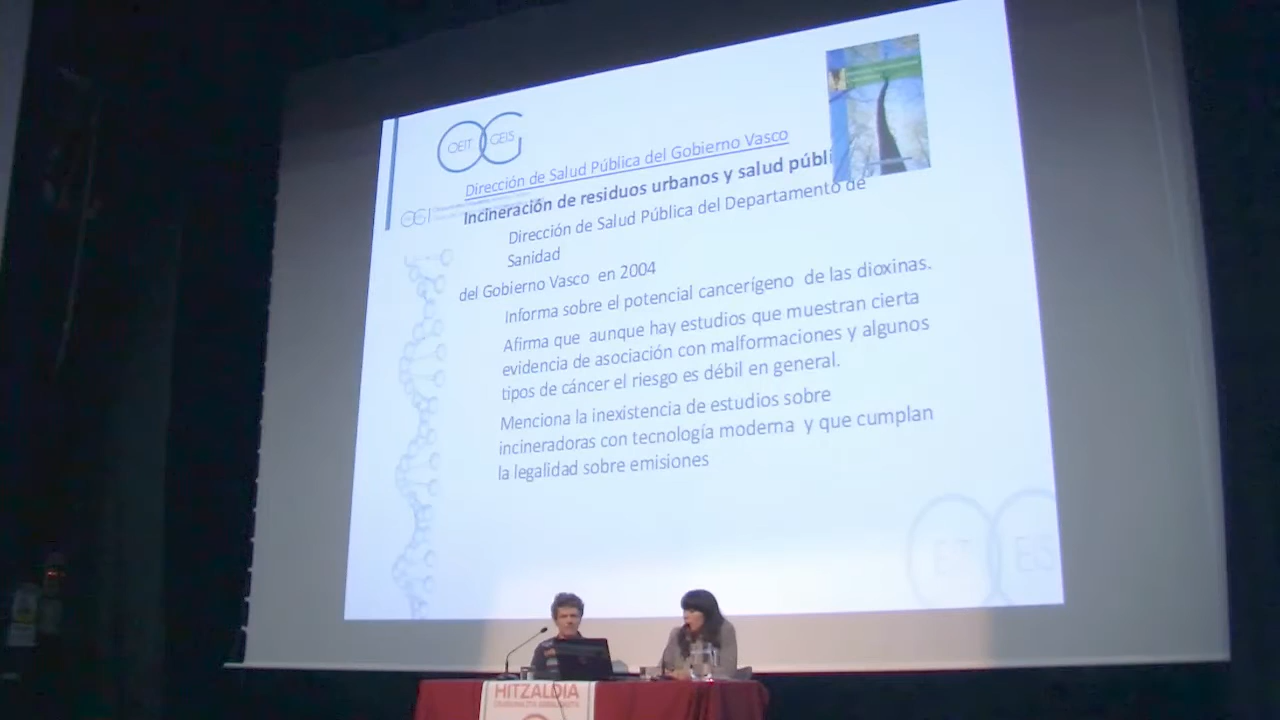 OEIT GEIS
Dirección de Salud Pública del Gobierno Vasco
Incineración de residuos urbanos y salud públi
Dirección de Salud Pública del Departamento de
Sanidad
del Gobierno Vasco en 2004
Informa sobre el potencial cancerígeno de las dioxinas.
Afirma que aunque hay estudios que muestran cierta
evidencia de asociación con malformaciones y algunos
tipos de cáncer el riesgo es débil en general.
Menciona la inexistencia de estudios sobre
incineradoras con tecnología moderna y que cumplan
la legalidad sobre emisiones
EIT EIS
HITZALDIA